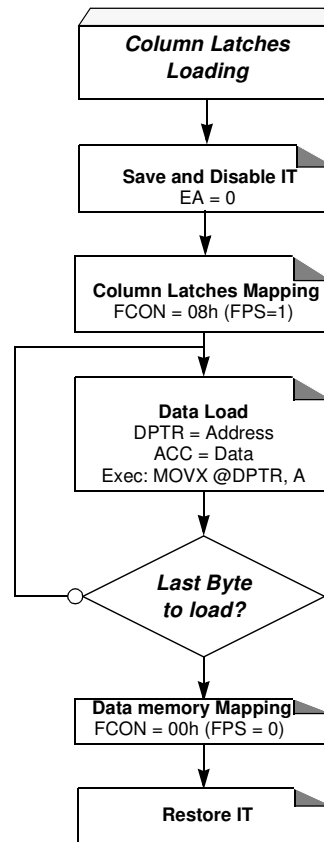 Column Latches
Loading
Save and Disable IT
EA = 0
Column Latches Mapping
FCON = 08h (FPS=1)
Data Load
DPTR = Address
ACC = Data
Exec: MOVX @DPTR, A
Last Byte
to load?
Data memory Mapping
FCON = 00h (FPS = 0)
Restore IT